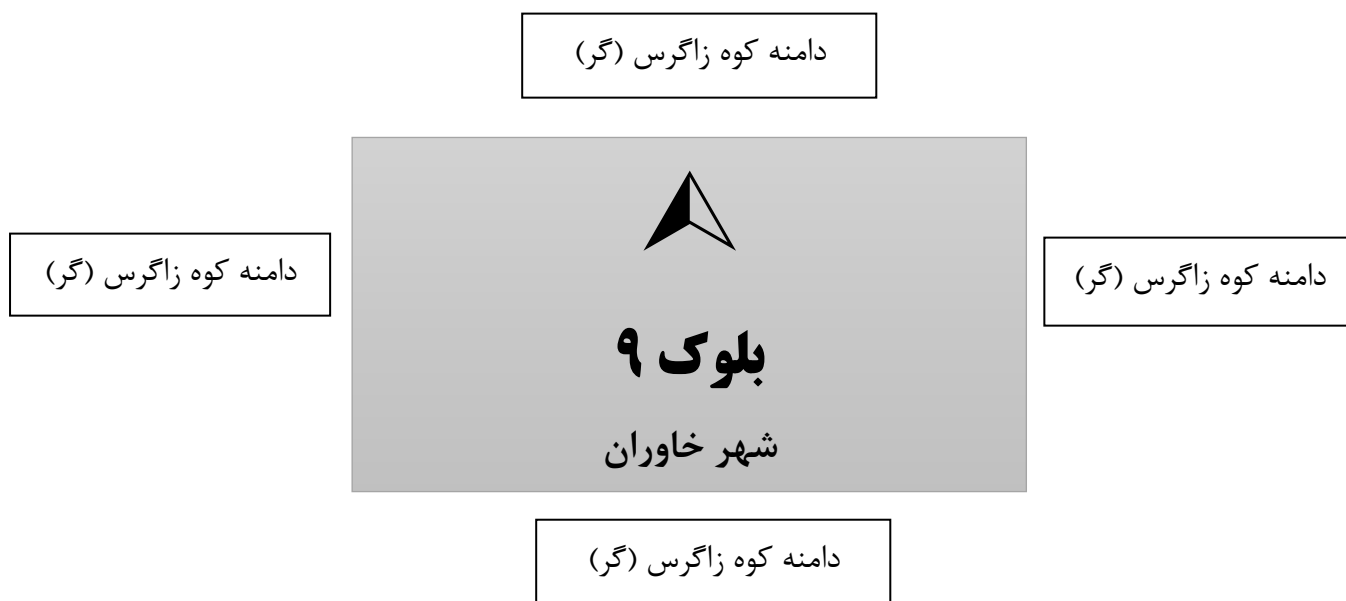 دامنه کوه زاگرس (گر)
دامنه کوه زاگرس (گر)
دامنه کوه زاگرس (گر)
بلوک ۹
شهر خاوران
دامنه کوه زاگرس (گر)